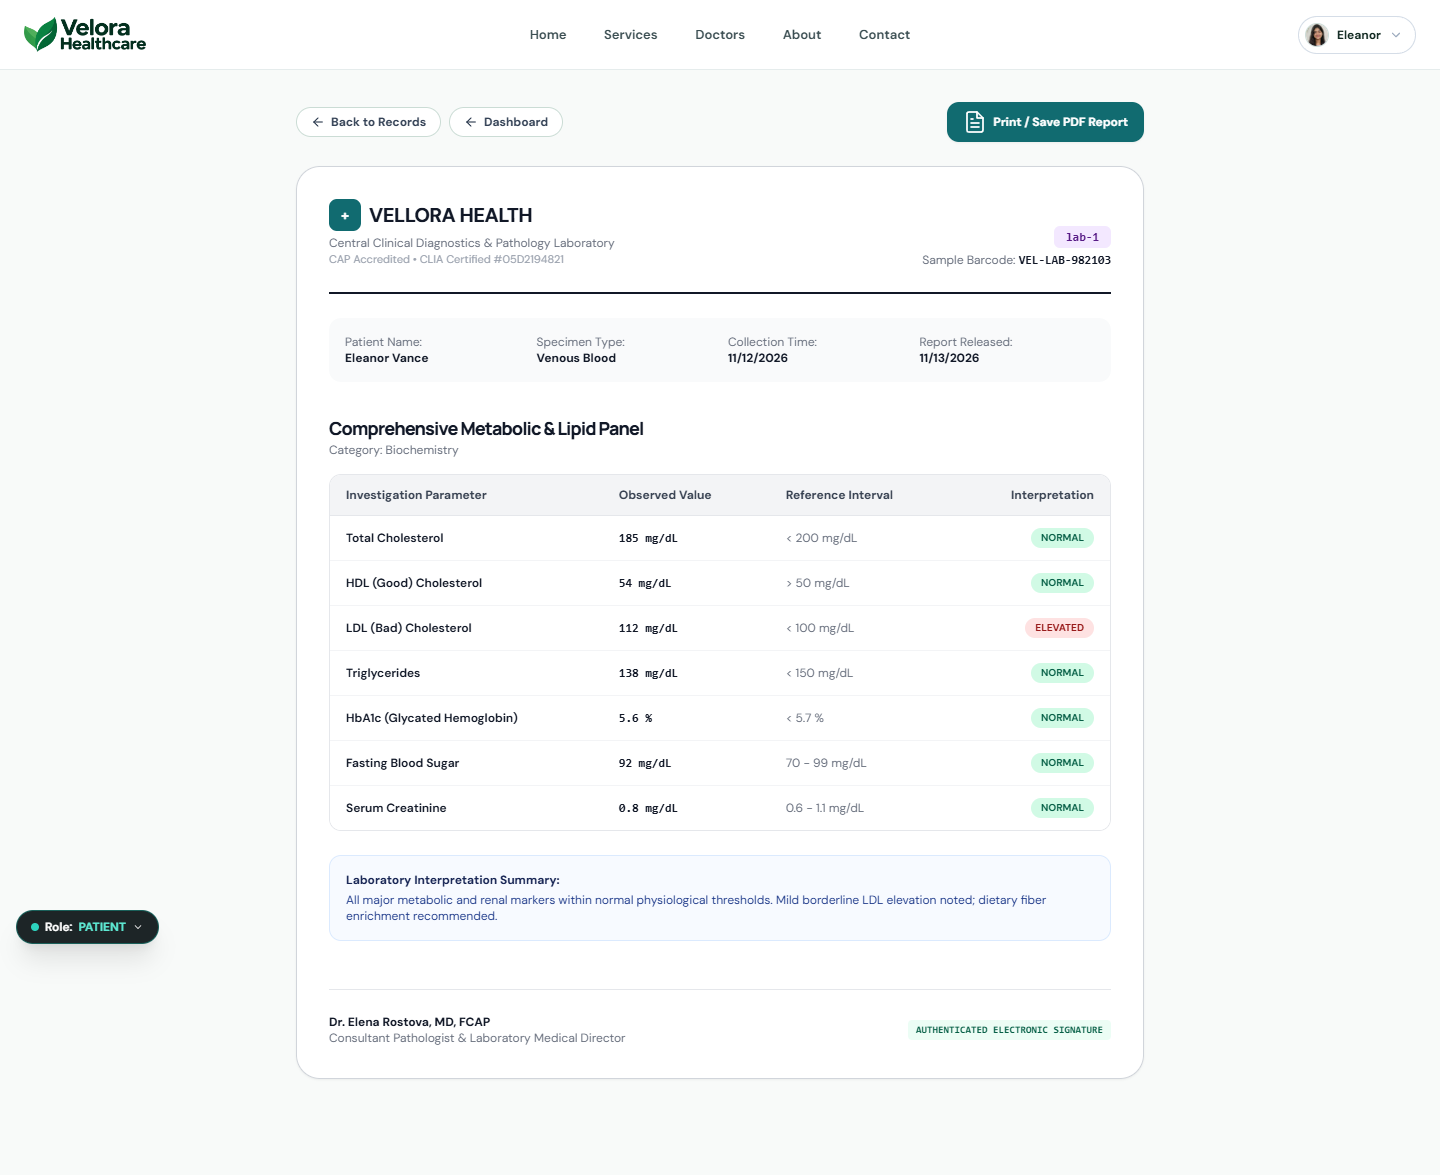 Velora
Healthcare
Home Services Doctors About Contact
Eleanor
← Back to Records
← Dashboard
Print / Save PDF Report
+ VELLORA HEALTH
Central Clinical Diagnostics & Pathology Laboratory
CAP Accredited • CLIA Certified #05D2194821
lab-1
Sample Barcode: VEL-LAB-982103
Patient Name: Specimen Type: Collection Time: Report Released:
Eleanor Vance Venous Blood 11/12/2026 11/13/2026
Comprehensive Metabolic & Lipid Panel
Category: Biochemistry
Investigation Parameter Observed Value Reference Interval Interpretation
Total Cholesterol 185 mg/dL < 200 mg/dL NORMAL
HDL (Good) Cholesterol 54 mg/dL > 50 mg/dL NORMAL
LDL (Bad) Cholesterol 112 mg/dL < 100 mg/dL ELEVATED
Triglycerides 138 mg/dL < 150 mg/dL NORMAL
HbA1c (Glycated Hemoglobin) 5.6 % < 5.7 % NORMAL
Fasting Blood Sugar 92 mg/dL 70 - 99 mg/dL NORMAL
Serum Creatinine 0.8 mg/dL 0.6 - 1.1 mg/dL NORMAL
Laboratory Interpretation Summary:
All major metabolic and renal markers within normal physiological thresholds. Mild borderline LDL elevation noted; dietary fiber
enrichment recommended.
Role: PATIENT
Dr. Elena Rostova, MD, FCAP
Consultant Pathologist & Laboratory Medical Director
AUTHENTICATED ELECTRONIC SIGNATURE